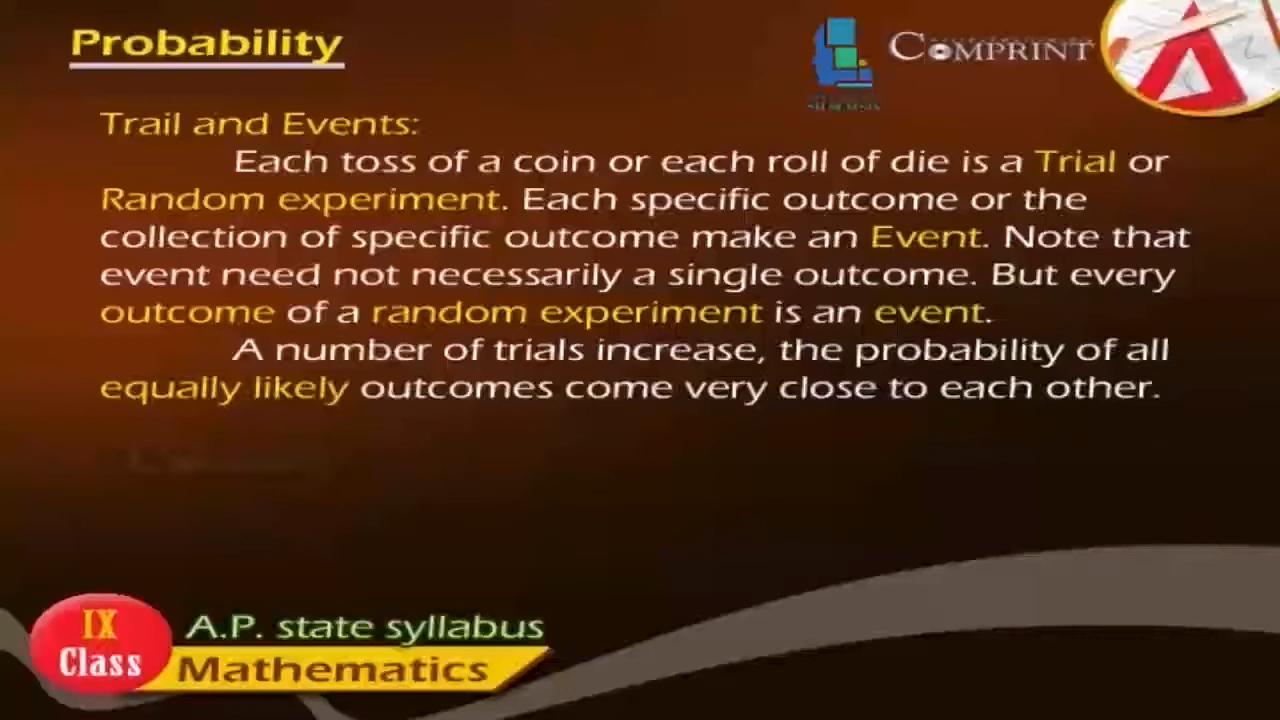 Probability
COMPRINT
Trail and Events:
Each toss of a coin or each roll of die is a Trial or
Random experiment. Each specific outcome or the
collection of specific outcome make an Event. Note that
event need not necessarily a single outcome. But every
outcome of a random experiment is an event.
A number of trials increase, the probability of all
equally likely outcomes come very close to each other.
IX
Class
A.P. state syllabus
Mathematics